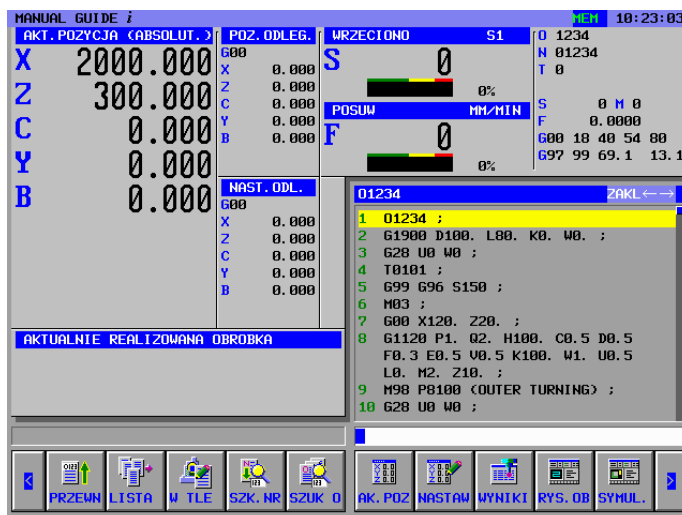 MANUAL GUIDE i MEM 10:23:03
AKT.POZYCJA (ABSOLUT.)
X 2000.000
Z 300.000
C 0.000
Y 0.000
B 0.000
POZ.ODLEG.
G00
X 0.000
Z 0.000
C 0.000
Y 0.000
B 0.000
NAST.ODL.
G00
X 0.000
Z 0.000
C 0.000
Y 0.000
B 0.000
WRZECIONO S1
S 0
0%
POSUW MM/MIN
F 0
0%
O 1234
N 01234
T 0
S 0 M 0
F 0.0000
G00 18 40 54 80
G97 99 69.1 13.1
AKTUALNIE REALIZOWANA OBROBKA
O1234 ZAKL←→
1 O1234 ;
2 G1900 D100. L80. K0. W0. ;
3 G28 U0 W0 ;
4 T0101 ;
5 G99 G96 S150 ;
6 M03 ;
7 G00 X120. Z20. ;
8 G1120 P1. Q2. H100. C0.5 D0.5
F0.3 E0.5 V0.5 K100. W1. U0.5
L0. M2. Z10. ;
9 M98 P8100 (OUTER TURNING) ;
10 G28 U0 W0 ;
< PRZEWN LISTA W TLE SZK.NR SZUK O AK.POZ NASTAW WYNIKI RYS.OB SYMUL. >